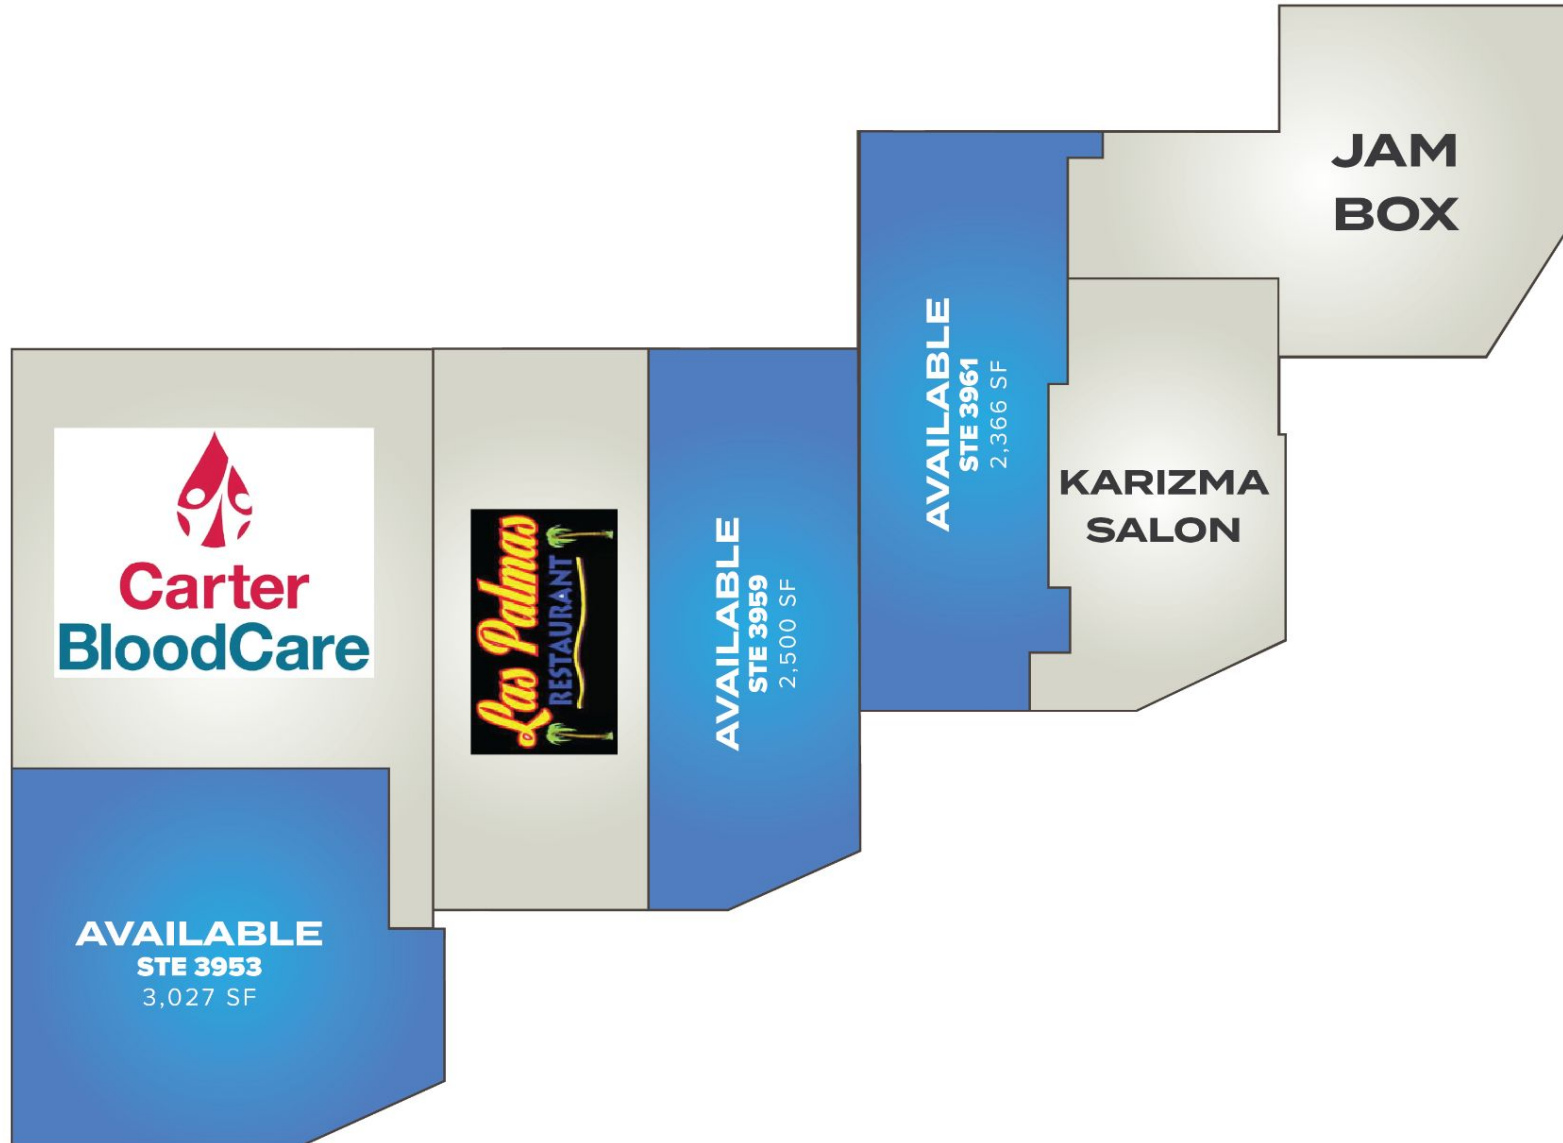 JAM
BOX
AVAILABLE
STE 3961
2,366 SF
KARIZMA
SALON
Carter
BloodCare
Las Palmas
RESTAURANT
AVAILABLE
STE 3959
2,500 SF
AVAILABLE
STE 3953
3,027 SF